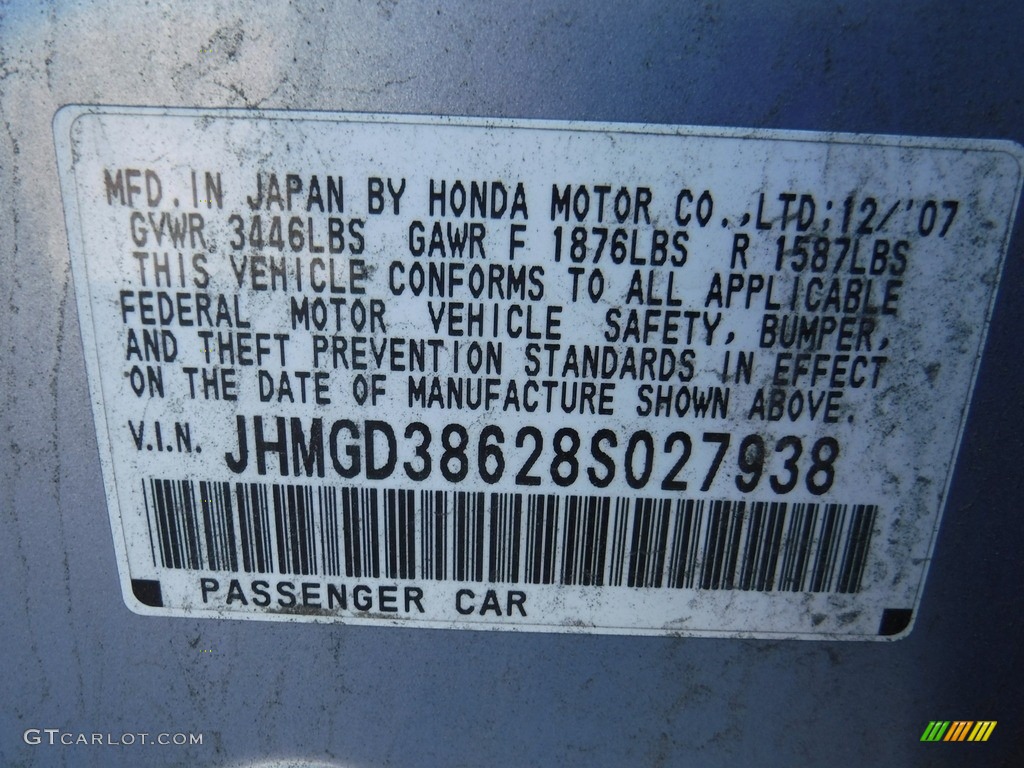 MFD. IN JAPAN BY HONDA MOTOR CO.,LTD; 12/'07
GVWR 3446LBS GAWR F 1876LBS R 1587LBS
THIS VEHICLE CONFORMS TO ALL APPLICABLE
FEDERAL MOTOR VEHICLE SAFETY, BUMPER,
AND THEFT PREVENTION STANDARDS IN EFFECT
ON THE DATE OF MANUFACTURE SHOWN ABOVE.
V.I.N. JHMGD38628S027938
PASSENGER CAR
GTCARLOT.COM